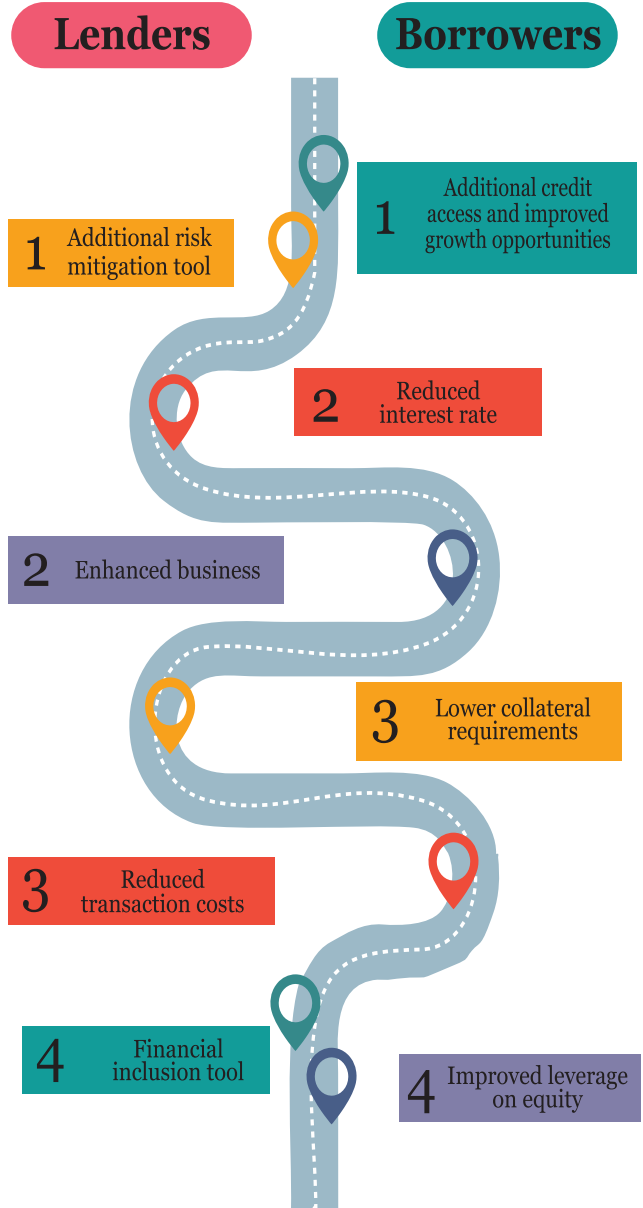 Lenders
Borrowers
1
Additional credit
access and improved
growth opportunities
1
Additional risk
mitigation tool
2
Reduced
interest rate
2
Enhanced business
3
Lower collateral
requirements
3
Reduced
transaction costs
4
Financial
inclusion tool
4
Improved leverage
on equity